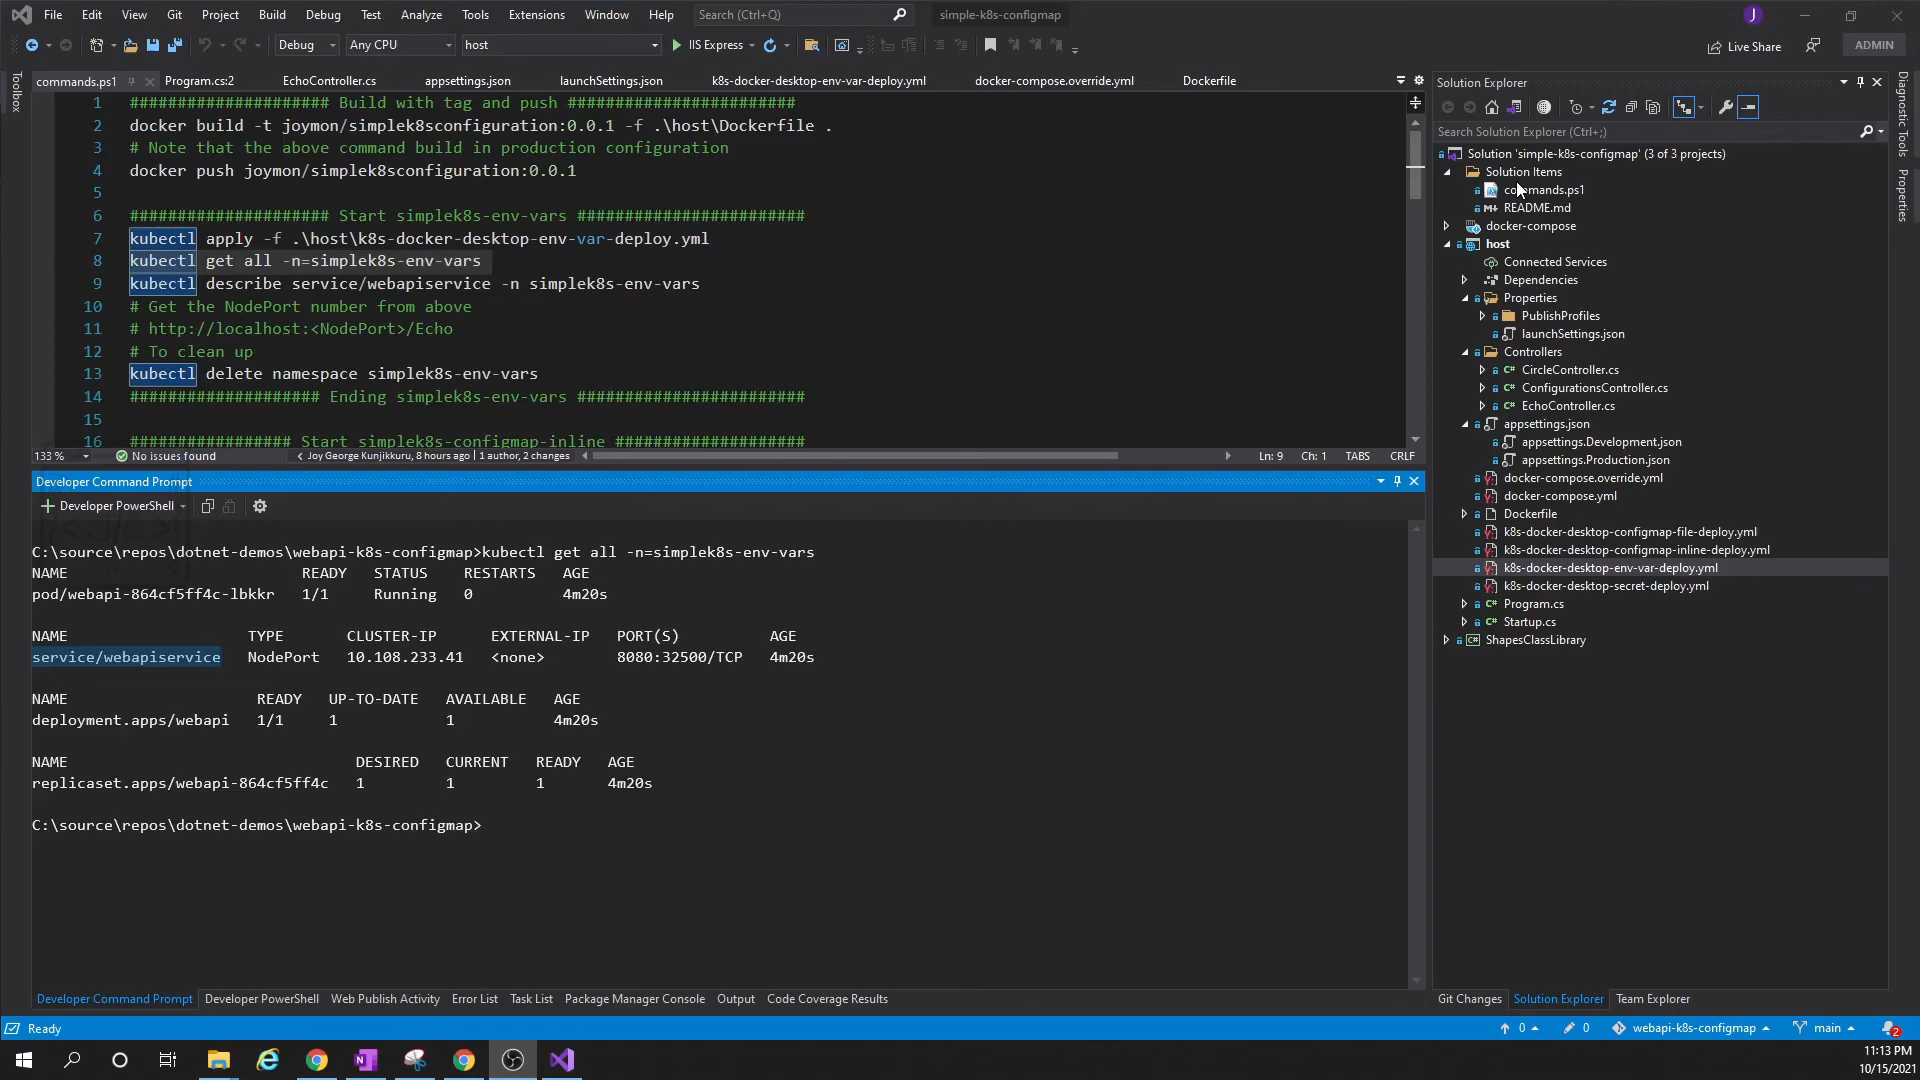 File Edit View Git Project Build Debug Test Analyze Tools Extensions Window Help Search (Ctrl+Q) simple-k8s-configmap J
Debug Any CPU host IIS Express Live Share ADMIN
Toolbox
commands.ps1 Program.cs:2 EchoController.cs appsettings.json launchSettings.json k8s-docker-desktop-env-var-deploy.yml docker-compose.override.yml Dockerfile
1 ##################### Build with tag and push ########################
2 docker build -t joymon/simplek8sconfiguration:0.0.1 -f .\host\Dockerfile .
3 # Note that the above command build in production configuration
4 docker push joymon/simplek8sconfiguration:0.0.1
5
6 ##################### Start simplek8s-env-vars ########################
7 kubectl apply -f .\host\k8s-docker-desktop-env-var-deploy.yml
8 kubectl get all -n=simplek8s-env-vars
9 kubectl describe service/webapiservice -n simplek8s-env-vars
10 # Get the NodePort number from above
11 # http://localhost:<NodePort>/Echo
12 # To clean up
13 kubectl delete namespace simplek8s-env-vars
14 #################### Ending simplek8s-env-vars ########################
15
16 ################# Start simplek8s-configmap-inline ####################
133 % No issues found Joy George Kunjikkuru, 8 hours ago | 1 author, 2 changes Ln: 9 Ch: 1 TABS CRLF
Developer Command Prompt
Developer PowerShell
C:\source\repos\dotnet-demos\webapi-k8s-configmap>kubectl get all -n=simplek8s-env-vars
NAME READY STATUS RESTARTS AGE
pod/webapi-864cf5ff4c-lbkkr 1/1 Running 0 4m20s
NAME TYPE CLUSTER-IP EXTERNAL-IP PORT(S) AGE
service/webapiservice NodePort 10.108.233.41 <none> 8080:32500/TCP 4m20s
NAME READY UP-TO-DATE AVAILABLE AGE
deployment.apps/webapi 1/1 1 1 4m20s
NAME DESIRED CURRENT READY AGE
replicaset.apps/webapi-864cf5ff4c 1 1 1 4m20s
C:\source\repos\dotnet-demos\webapi-k8s-configmap>
Developer Command Prompt Developer PowerShell Web Publish Activity Error List Task List Package Manager Console Output Code Coverage Results
Solution Explorer
Search Solution Explorer (Ctrl+;)
Solution 'simple-k8s-configmap' (3 of 3 projects)
Solution Items
commands.ps1
README.md
docker-compose
host
Connected Services
Dependencies
Properties
PublishProfiles
launchSettings.json
Controllers
CircleController.cs
ConfigurationsController.cs
EchoController.cs
appsettings.json
appsettings.Development.json
appsettings.Production.json
docker-compose.override.yml
docker-compose.yml
Dockerfile
k8s-docker-desktop-configmap-file-deploy.yml
k8s-docker-desktop-configmap-inline-deploy.yml
k8s-docker-desktop-env-var-deploy.yml
k8s-docker-desktop-secret-deploy.yml
Program.cs
Startup.cs
ShapesClassLibrary
Git Changes Solution Explorer Team Explorer
Diagnostic Tools
Properties
Ready 0 0 webapi-k8s-configmap main 2
11:13 PM
10/15/2021